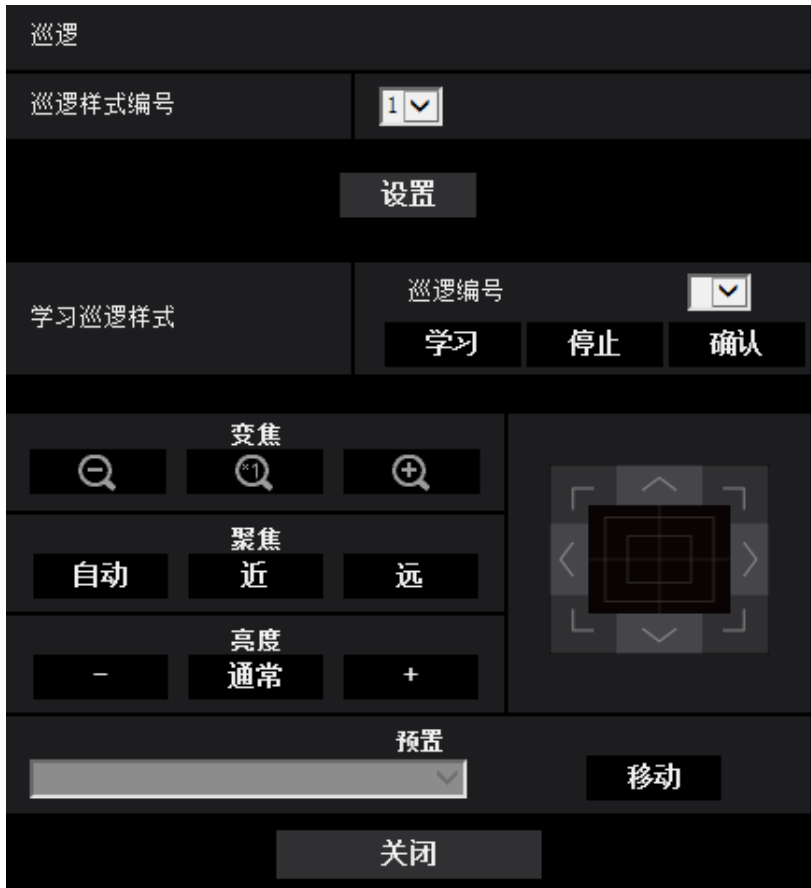 巡逻
巡逻样式编号
1
设置
学习巡逻样式
巡逻编号
学习 停止 确认
变焦
×1
聚焦
自动 近 远
亮度
- 通常 +
预置
移动
关闭